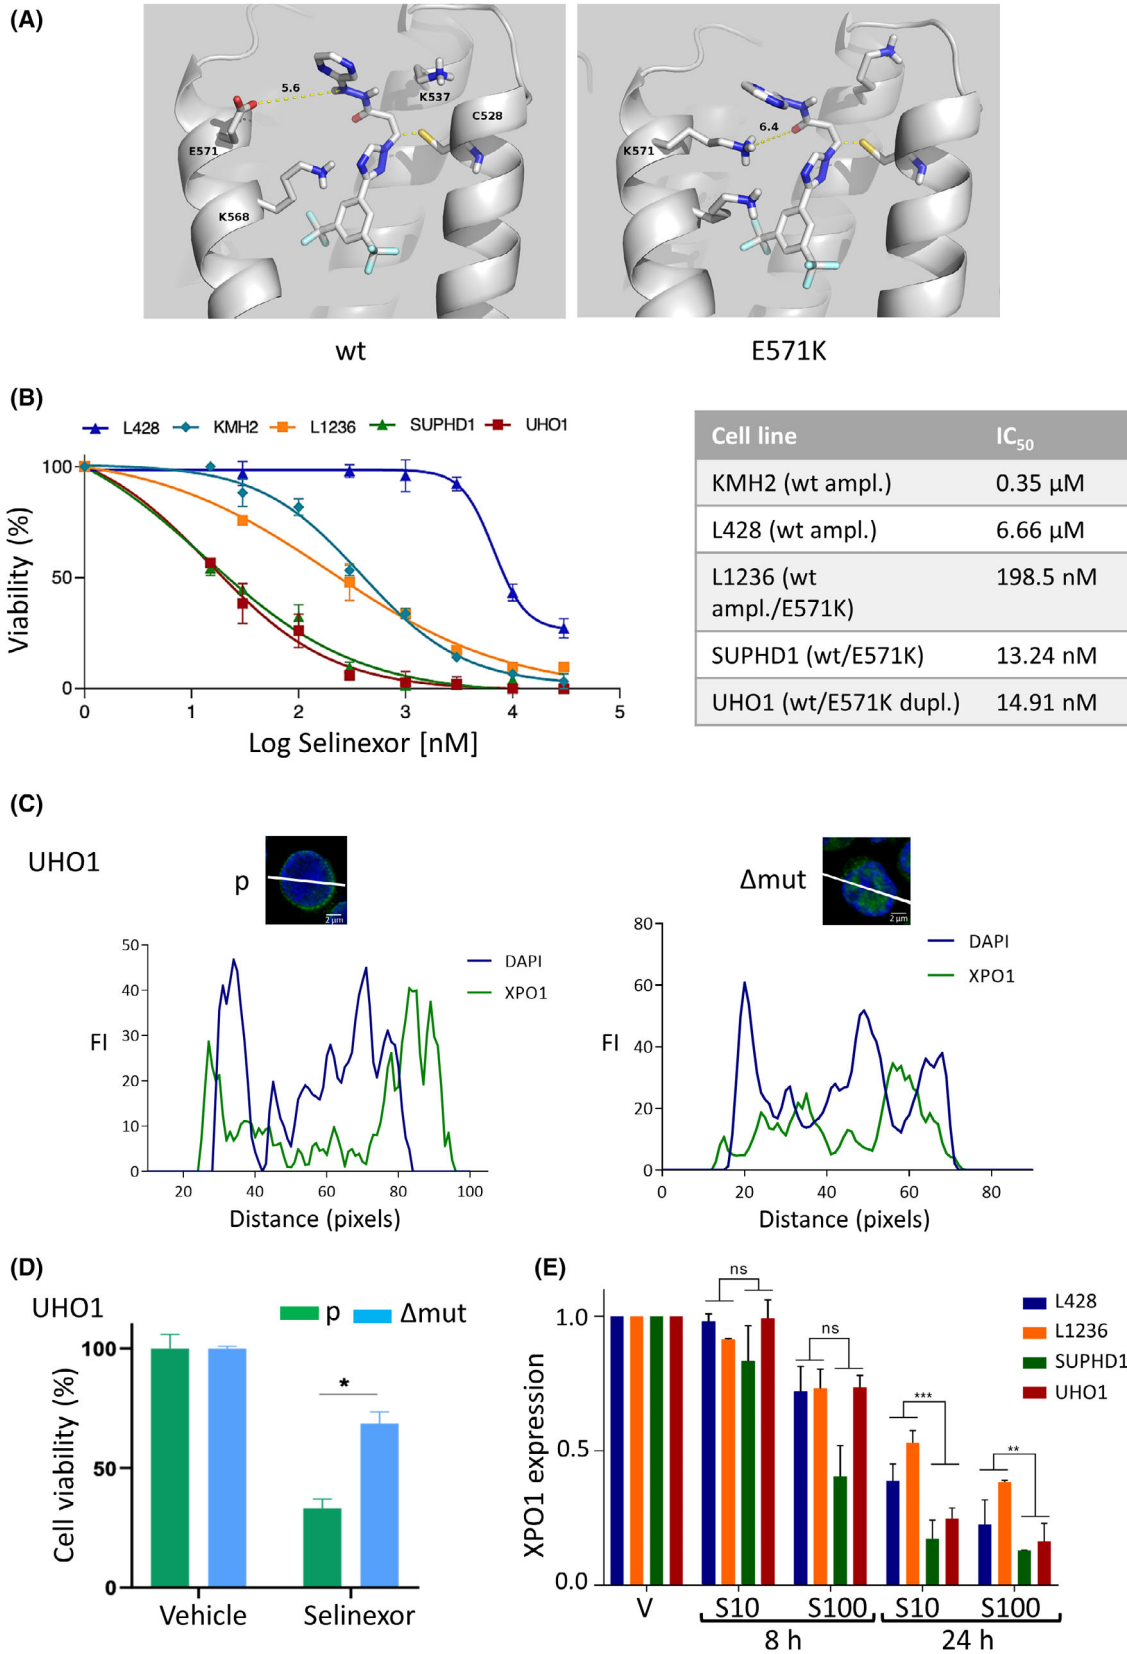 (A)
5.6
K537
C528
E571
K568
6.4
K571
wt
E571K
(B)
L428 KMH2 L1236 SUPHD1 UHO1
100
50
0
Viability (%)
0 1 2 3 4 5
Log Selinexor [nM]
Cell line IC50
KMH2 (wt ampl.) 0.35 µM
L428 (wt ampl.) 6.66 µM
L1236 (wt 198.5 nM
ampl./E571K)
SUPHD1 (wt/E571K) 13.24 nM
UHO1 (wt/E571K dupl.) 14.91 nM
(C)
UHO1
p
2 µm
50
40
30
20
10
0
FI
DAPI
XPO1
20 40 60 80 100
Distance (pixels)
Δmut
2 µm
80
60
40
20
0
FI
DAPI
XPO1
0 20 40 60 80
Distance (pixels)
(D)
UHO1
p Δmut
100
50
0
Cell viability (%)
*
Vehicle Selinexor
(E)
ns
ns
***
**
L428
L1236
SUPHD1
UHO1
1.0
0.5
0.0
XPO1 expression
V S10 S100 S10 S100
8 h 24 h